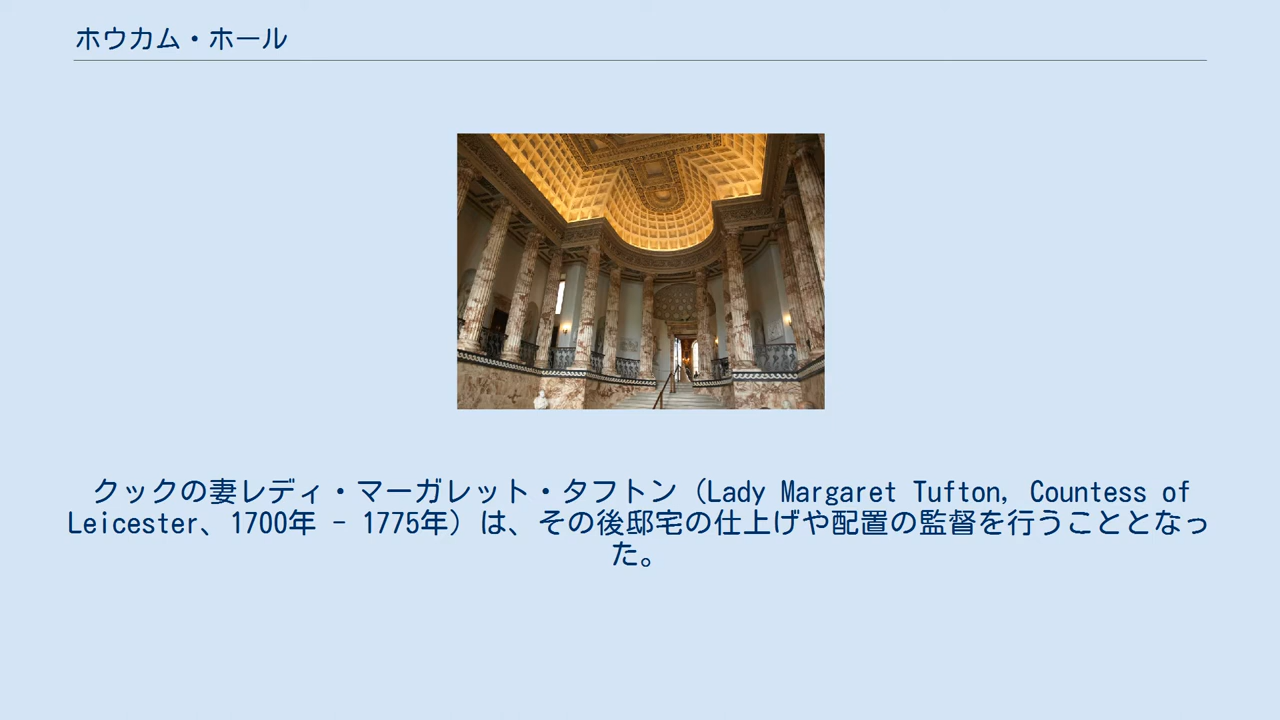 ホウカム・ホール
クックの妻レディ・マーガレット・タフトン（Lady Margaret Tufton, Countess of
Leicester、1700年 - 1775年）は、その後邸宅の仕上げや配置の監督を行うこととなっ
た。